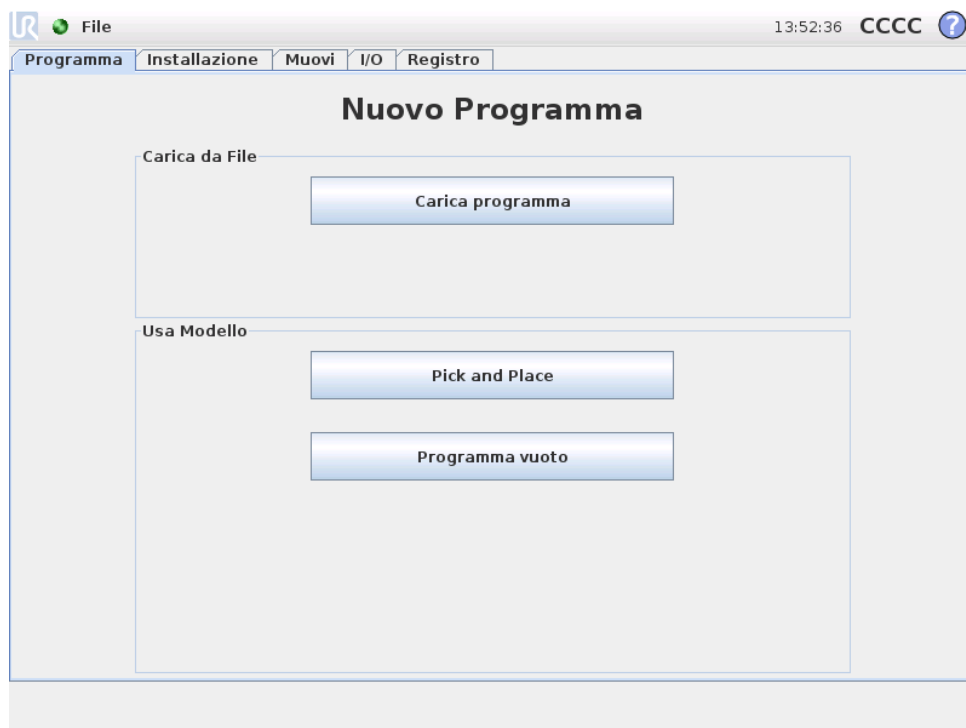 UR File 13:52:36 CCCC ?
Programma Installazione Muovi I/O Registro
Nuovo Programma
Carica da File
Carica programma
Usa Modello
Pick and Place
Programma vuoto